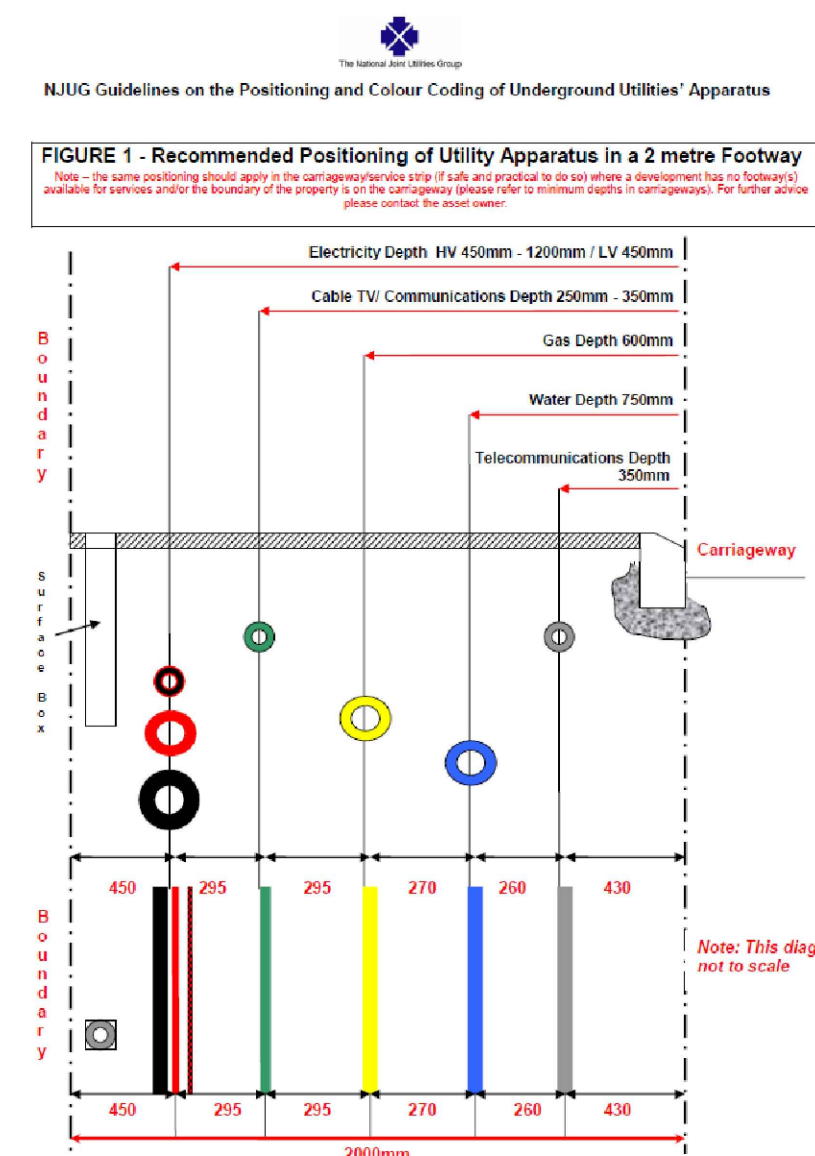 The National Joint Utilities Group
NJUG Guidelines on the Positioning and Colour Coding of Underground Utilities' Apparatus
FIGURE 1 - Recommended Positioning of Utility Apparatus in a 2 metre Footway
Note – the same positioning should apply in the carriageway/service strip (if safe and practical to do so) where a development has no footway(s)
available for services and/or the boundary of the property is on the carriageway (please refer to minimum depths in carriageways). For further advice
please contact the asset owner.
Electricity Depth HV 450mm - 1200mm / LV 450mm
Cable TV/ Communications Depth 250mm - 350mm
Gas Depth 600mm
Water Depth 750mm
Telecommunications Depth
350mm
Boundary
Carriageway
Surface Box
450 295 295 270 260 430
Boundary
Note: This diag
not to scale
450 295 295 270 260 430
2000mm